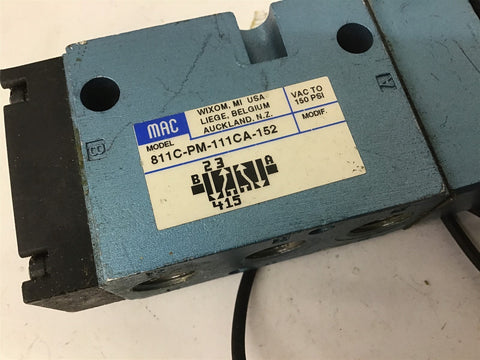 MAC
WIXOM, MI USA
LIEGE, BELGIUM
AUCKLAND, N.Z.
VAC TO
150 PSI
MODEL
811C-PM-111CA-152
MODIF.
2 3
B A
4 1 5
B